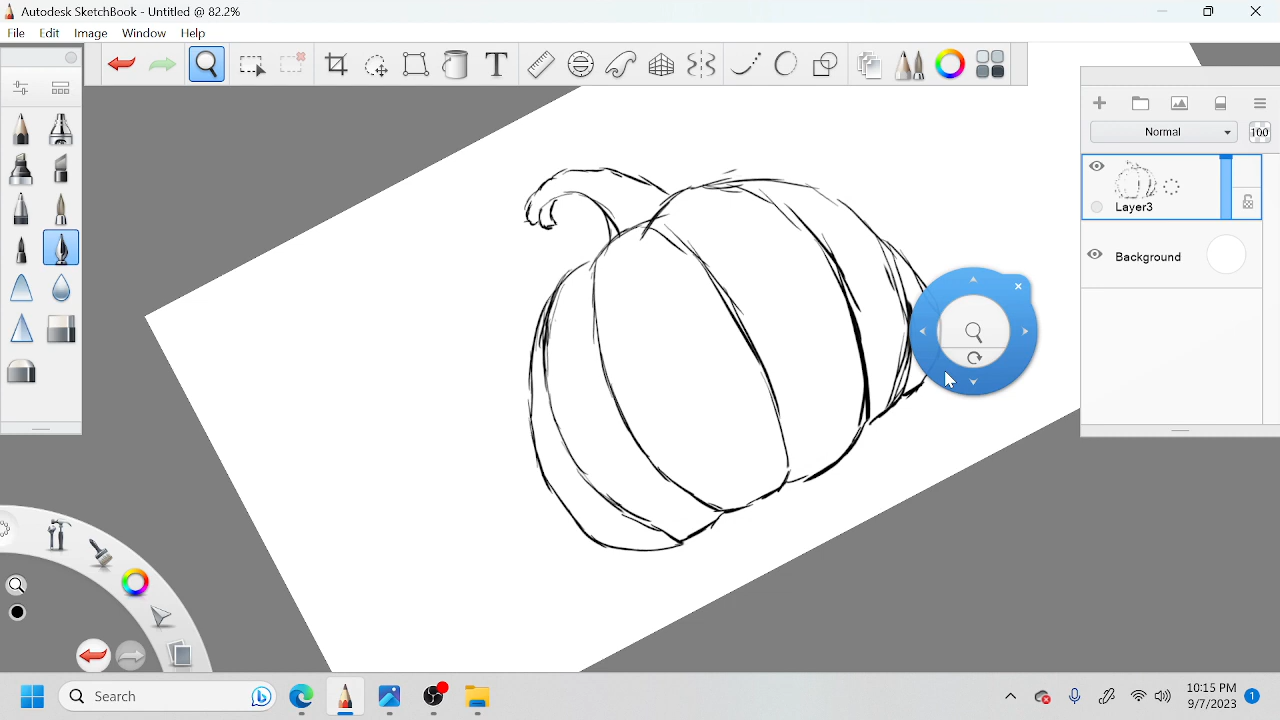 Autodesk SketchBook - Untitled @ 82.2%
File Edit Image Window Help
T
Normal
100
Layer3
Background
Search
10:15 PM
9/7/2023
1